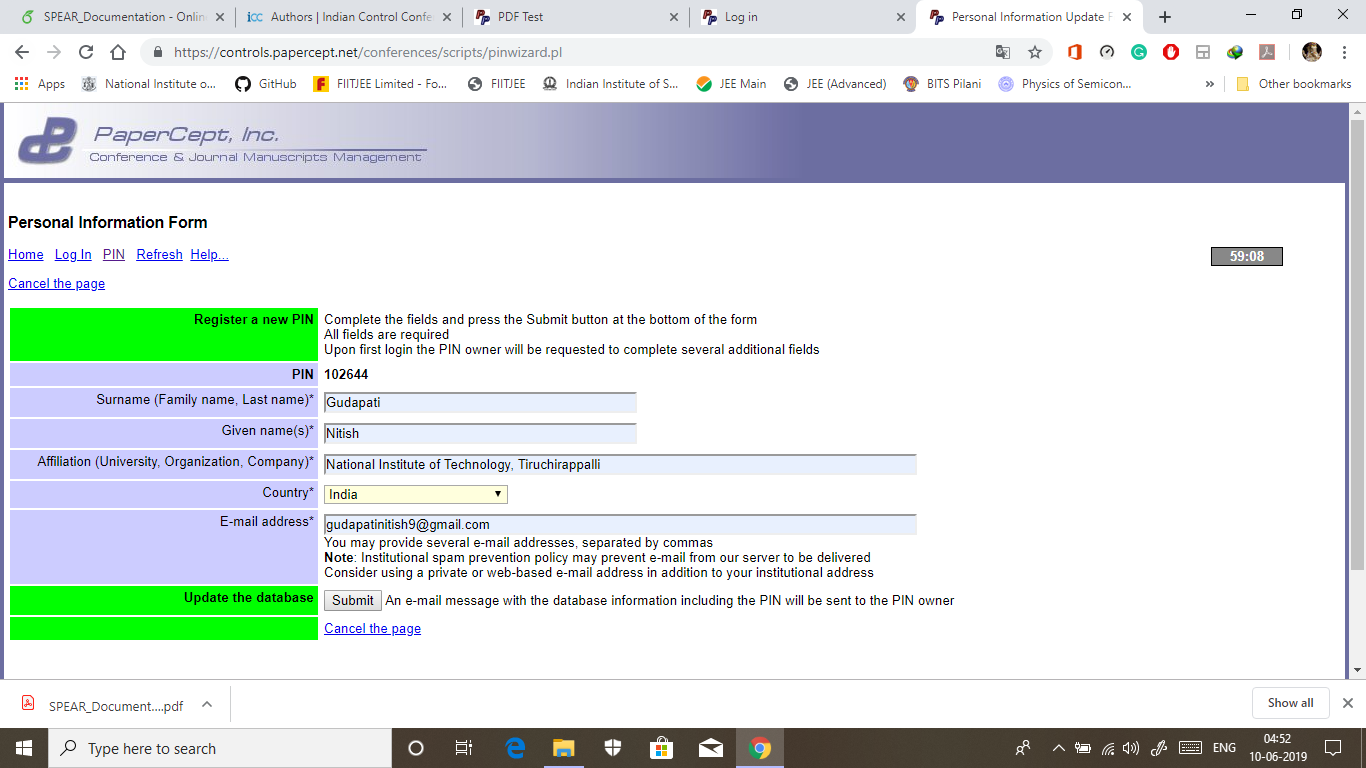 SPEAR_Documentation - Onlin
Authors | Indian Control Confe
PDF Test
Log in
Personal Information Update F
https://controls.papercept.net/conferences/scripts/pinwizard.pl
Apps
National Institute o...
GitHub
FIITJEE Limited - Fo...
FIITJEE
Indian Institute of S...
JEE Main
JEE (Advanced)
BITS Pilani
Physics of Semicon...
»
Other bookmarks
PaperCept, Inc.
Conference & Journal Manuscripts Management
Personal Information Form
Home Log In PIN Refresh Help...
59:08
Cancel the page
Register a new PIN Complete the fields and press the Submit button at the bottom of the form
All fields are required
Upon first login the PIN owner will be requested to complete several additional fields
PIN 102644
Surname (Family name, Last name)* Gudapati
Given name(s)* Nitish
Affiliation (University, Organization, Company)* National Institute of Technology, Tiruchirappalli
Country* India
E-mail address* gudapatinitish9@gmail.com
You may provide several e-mail addresses, separated by commas
Note: Institutional spam prevention policy may prevent e-mail from our server to be delivered
Consider using a private or web-based e-mail address in addition to your institutional address
Update the database Submit An e-mail message with the database information including the PIN will be sent to the PIN owner
Cancel the page
SPEAR_Document....pdf
Show all
Type here to search
ENG
04:52
10-06-2019